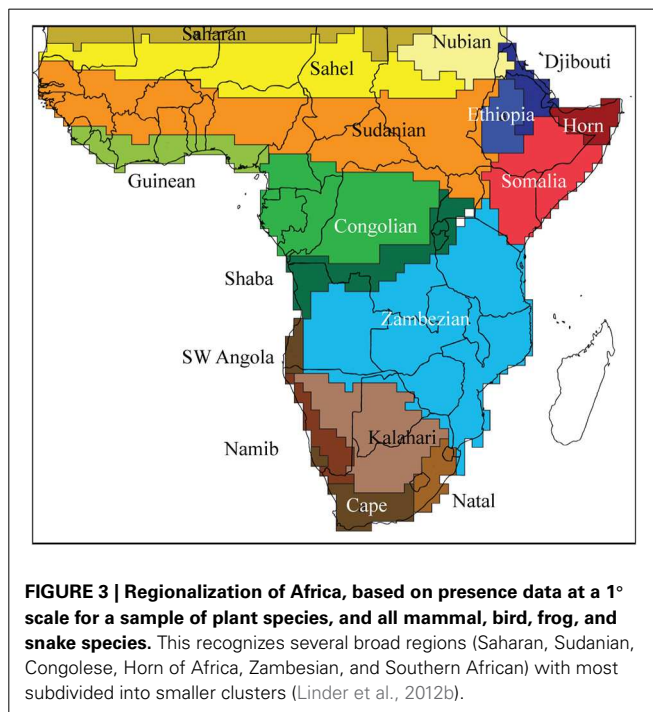 Saharan
Nubian
Djibouti
Sahel
Ethiopia
Sudanian
Horn
Guinean
Somalia
Congolian
Shaba
Zambezian
SW Angola
Kalahari
Namib
Cape
Natal
FIGURE 3 | Regionalization of Africa, based on presence data at a 1°
scale for a sample of plant species, and all mammal, bird, frog, and
snake species. This recognizes several broad regions (Saharan, Sudanian,
Congolese, Horn of Africa, Zambesian, and Southern African) with most
subdivided into smaller clusters (Linder et al., 2012b).